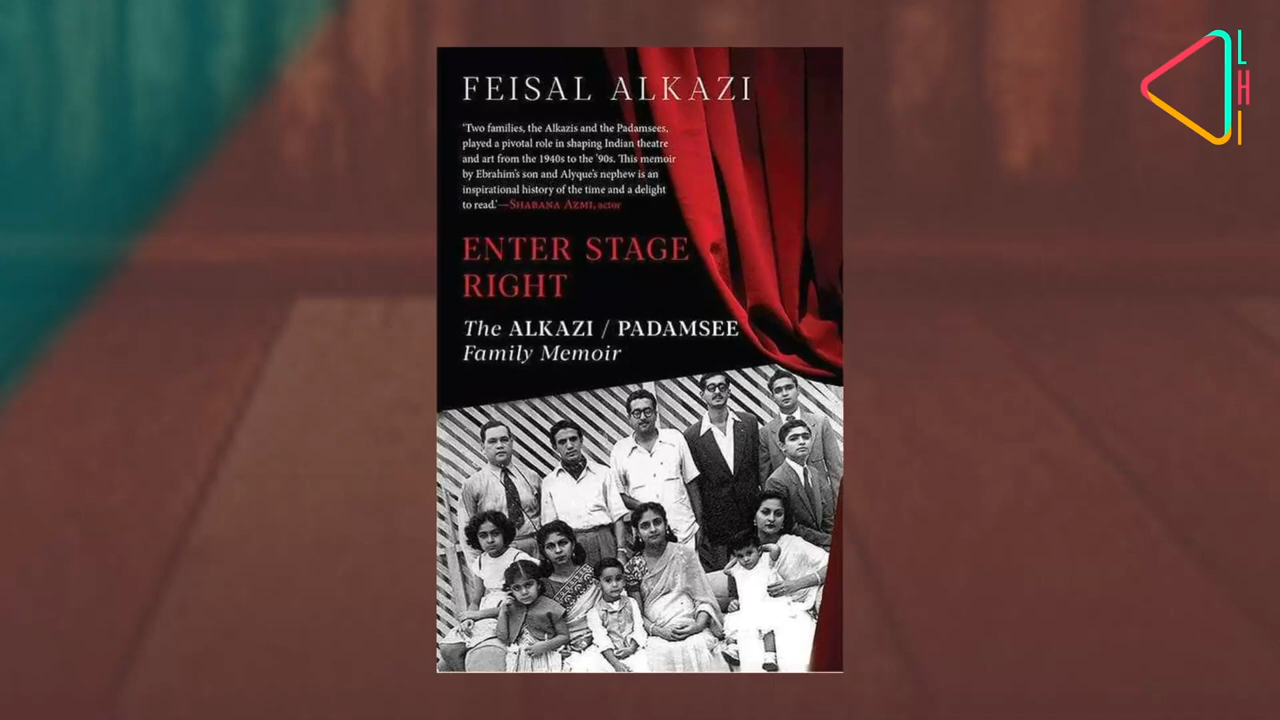 FEISAL ALKAZI
'Two families, the Alkazis and the Padamsees,
played a pivotal role in shaping Indian theatre
and art from the 1940s to the '90s. This memoir
by Ebrahim's son and Alyque's nephew is an
inspirational history of the time and a delight
to read.'—SHABANA AZMI, actor
ENTER STAGE
RIGHT
The ALKAZI / PADAMSEE
Family Memoir
L
H
I